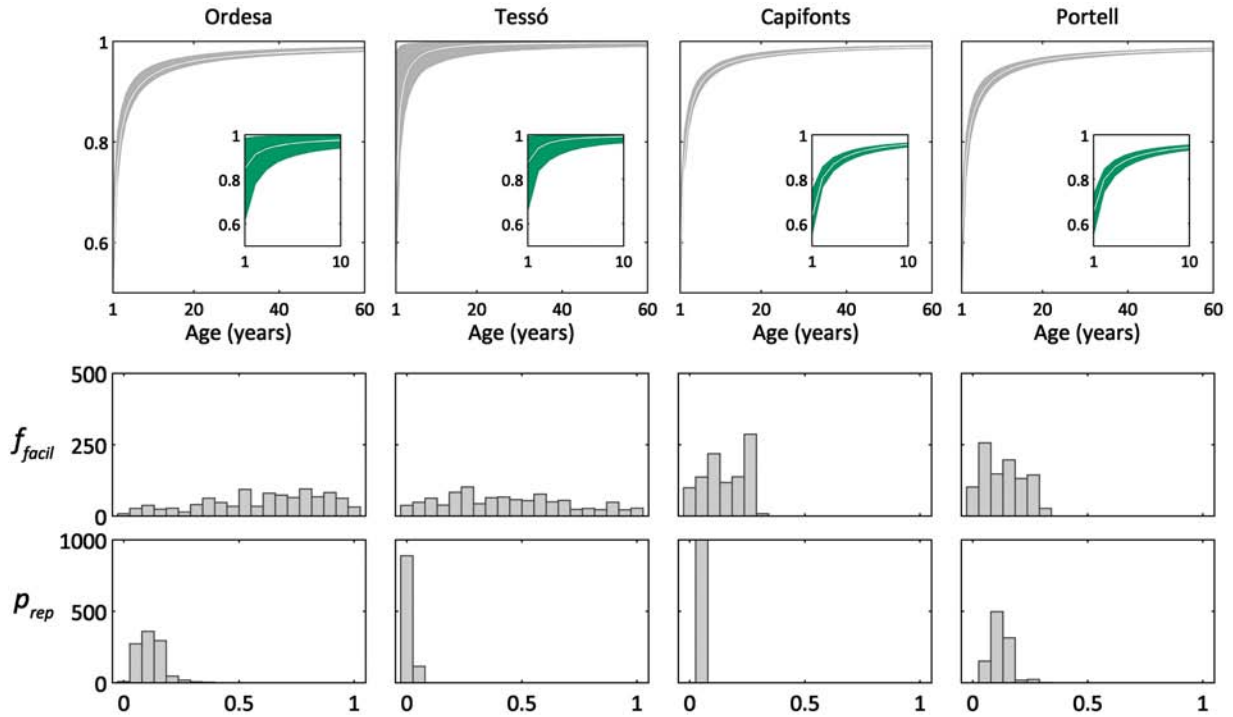 Ordesa Tessó Capifonts Portell
1
0.8
0.6
1 1 1 1
0.8 0.8 0.8 0.8
0.6 0.6 0.6 0.6
1 10 1 10 1 10 1 10
1 20 40 60 1 20 40 60 1 20 40 60 1 20 40 60
Age (years) Age (years) Age (years) Age (years)
500
f_facil 250
0
1000
p_rep 500
0
0 0.5 1 0 0.5 1 0 0.5 1 0 0.5 1